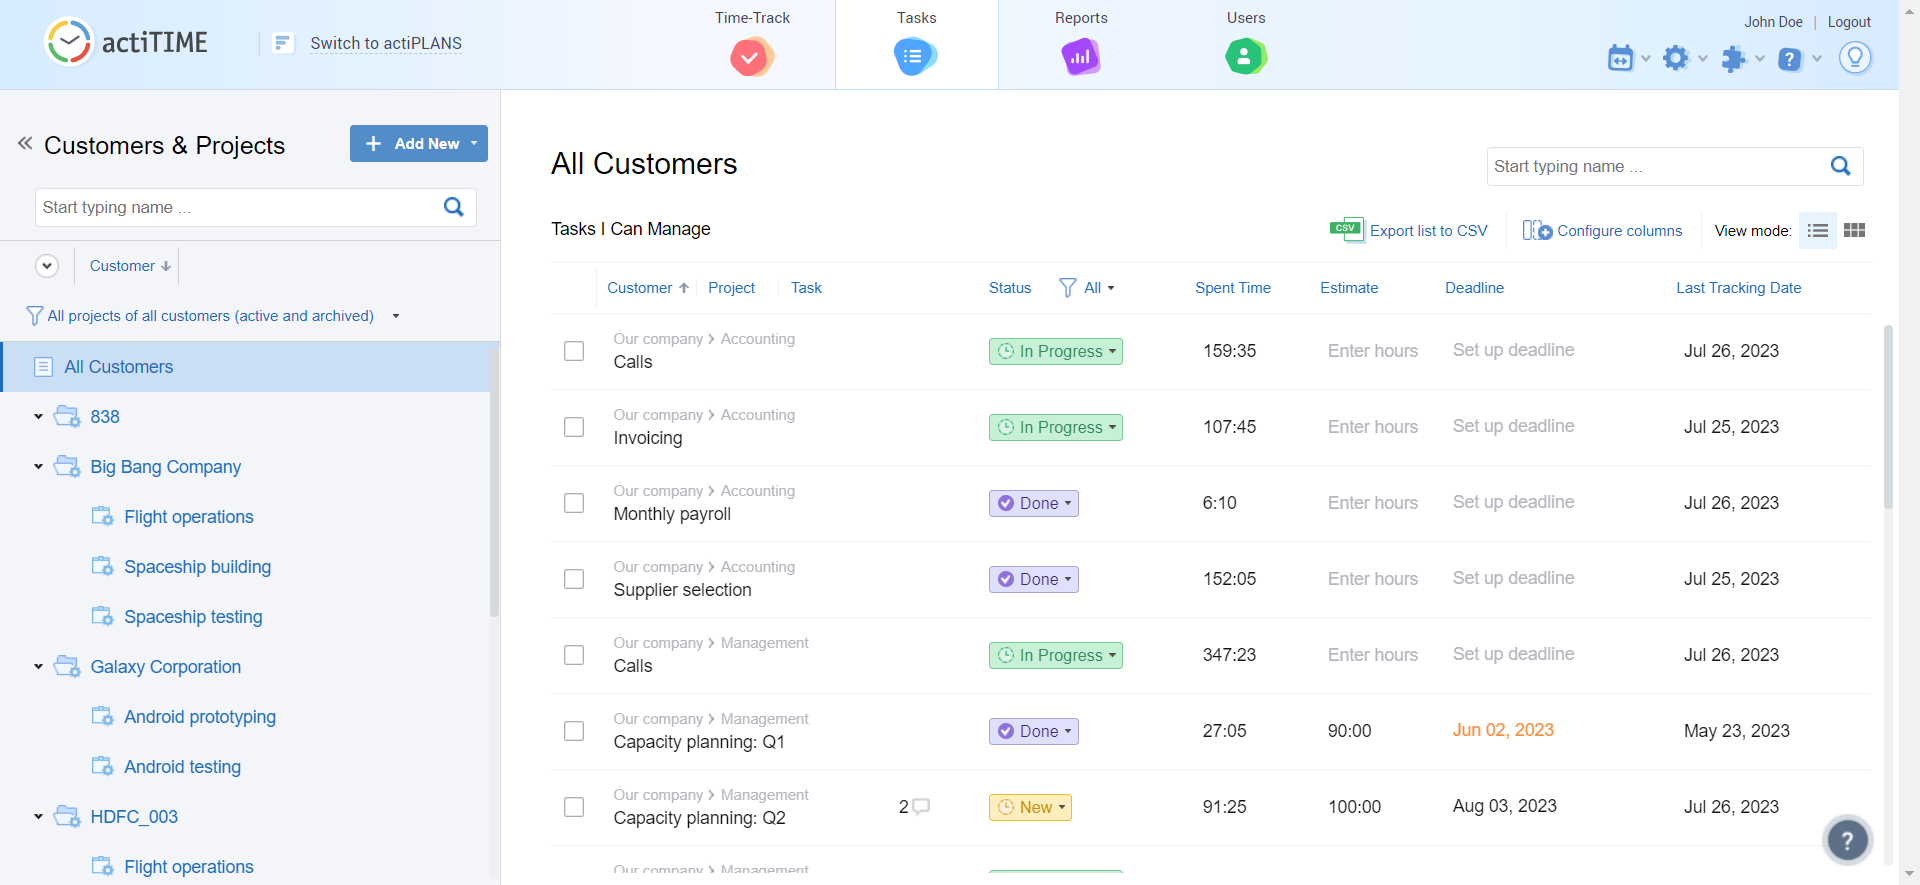 actiTIME
Switch to actiPLANS
Time-Track
Tasks
Reports
Users
John Doe | Logout
Customers & Projects
Add New
Start typing name ...
Customer
All projects of all customers (active and archived)
All Customers
838
Big Bang Company
Flight operations
Spaceship building
Spaceship testing
Galaxy Corporation
Android prototyping
Android testing
HDFC_003
Flight operations
All Customers
Start typing name ...
Tasks I Can Manage
CSV Export list to CSV
Configure columns
View mode:
Customer Project Task Status All Spent Time Estimate Deadline Last Tracking Date
Our company > Accounting
Calls In Progress 159:35 Enter hours Set up deadline Jul 26, 2023
Our company > Accounting
Invoicing In Progress 107:45 Enter hours Set up deadline Jul 25, 2023
Our company > Accounting
Monthly payroll Done 6:10 Enter hours Set up deadline Jul 26, 2023
Our company > Accounting
Supplier selection Done 152:05 Enter hours Set up deadline Jul 25, 2023
Our company > Management
Calls In Progress 347:23 Enter hours Set up deadline Jul 26, 2023
Our company > Management
Capacity planning: Q1 Done 27:05 90:00 Jun 02, 2023 May 23, 2023
Our company > Management
Capacity planning: Q2 2 New 91:25 100:00 Aug 03, 2023 Jul 26, 2023
Our company > Management
?